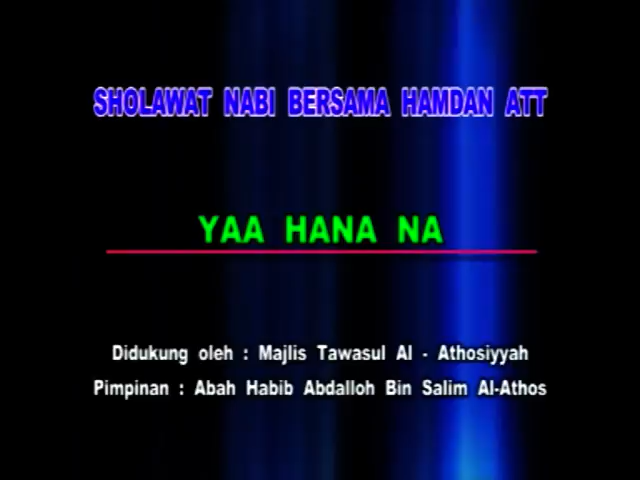 SHOLAWAT NABI BERSAMA HAMDAN ATT
YAA HANA NA
Didukung oleh : Majlis Tawasul Al - Athosiyyah
Pimpinan : Abah Habib Abdalloh Bin Salim Al-Athos